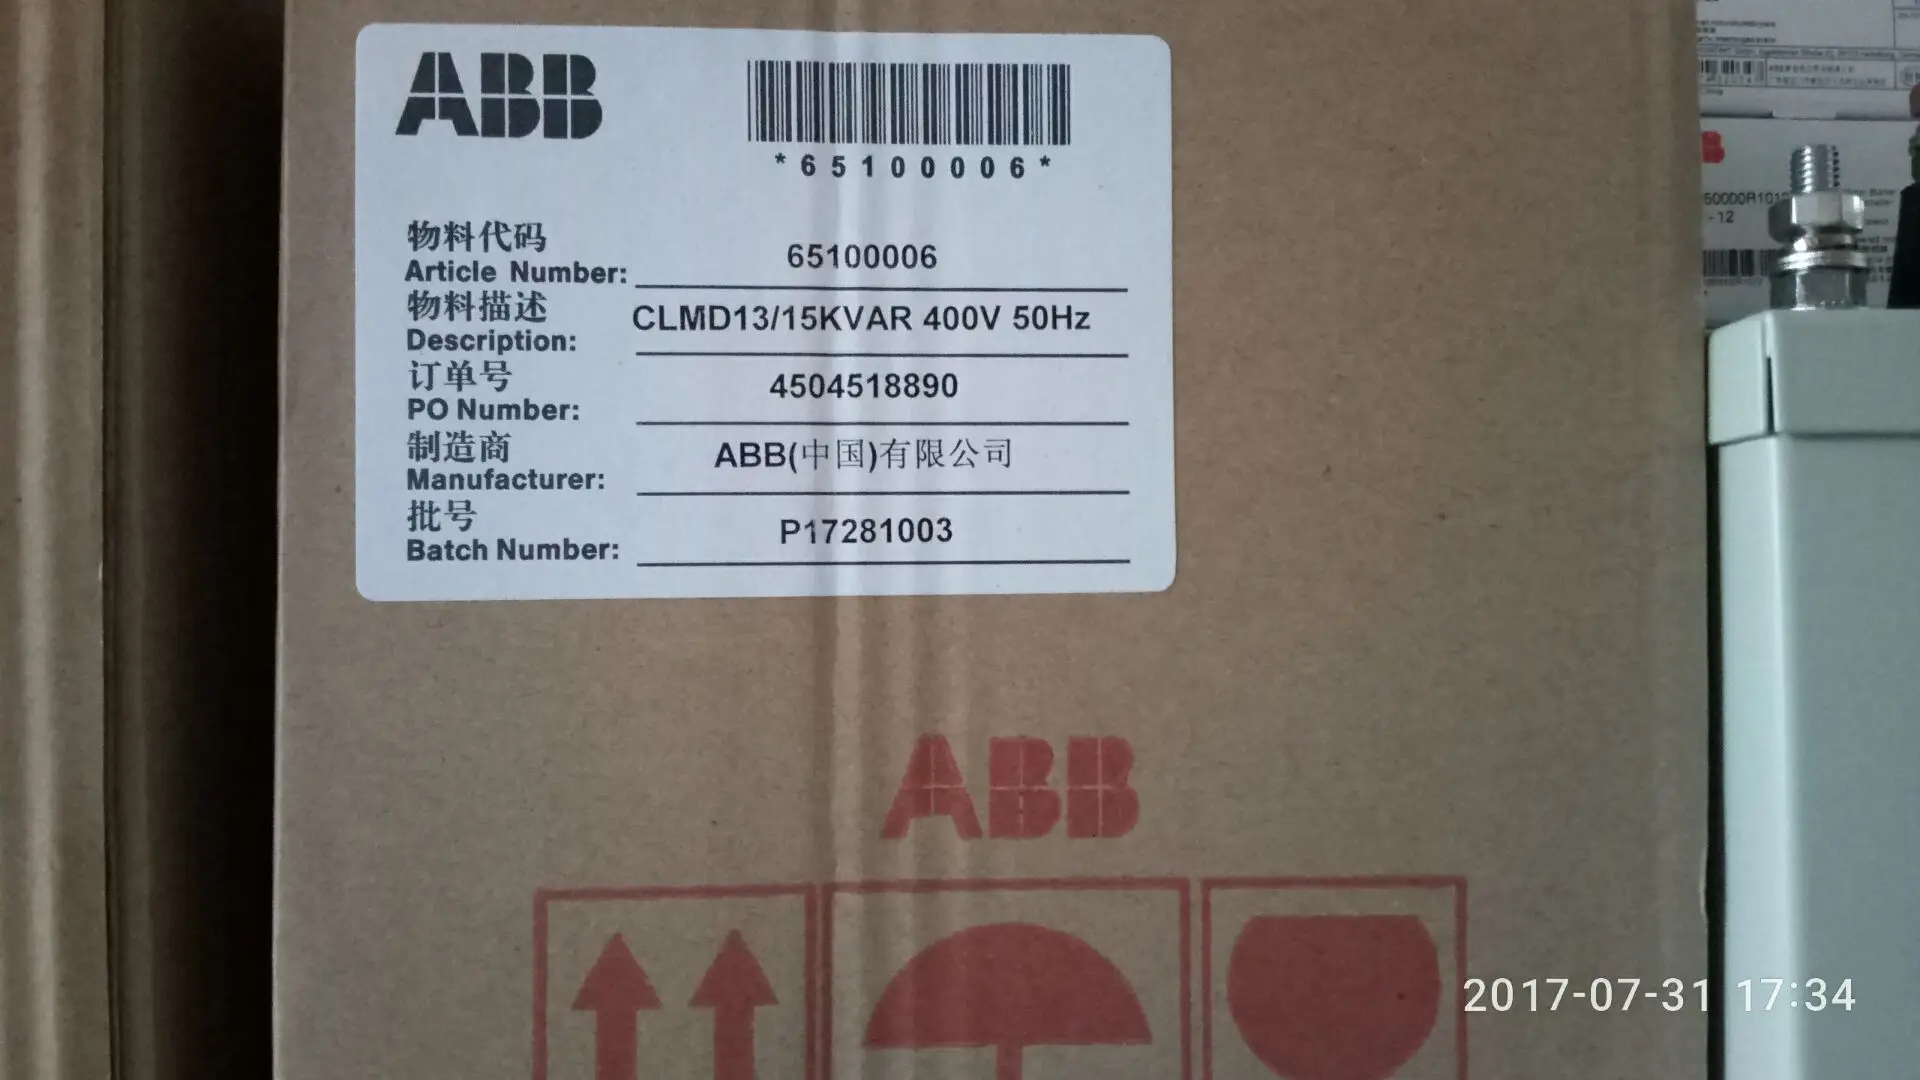 ABB
*65100006*
物料代码
Article Number: 65100006
物料描述
Description: CLMD13/15KVAR 400V 50Hz
订单号
PO Number: 4504518890
制造商
Manufacturer: ABB(中国)有限公司
批号
Batch Number: P17281003
ABB
50000R101
- 12
2017-07-31 17:34